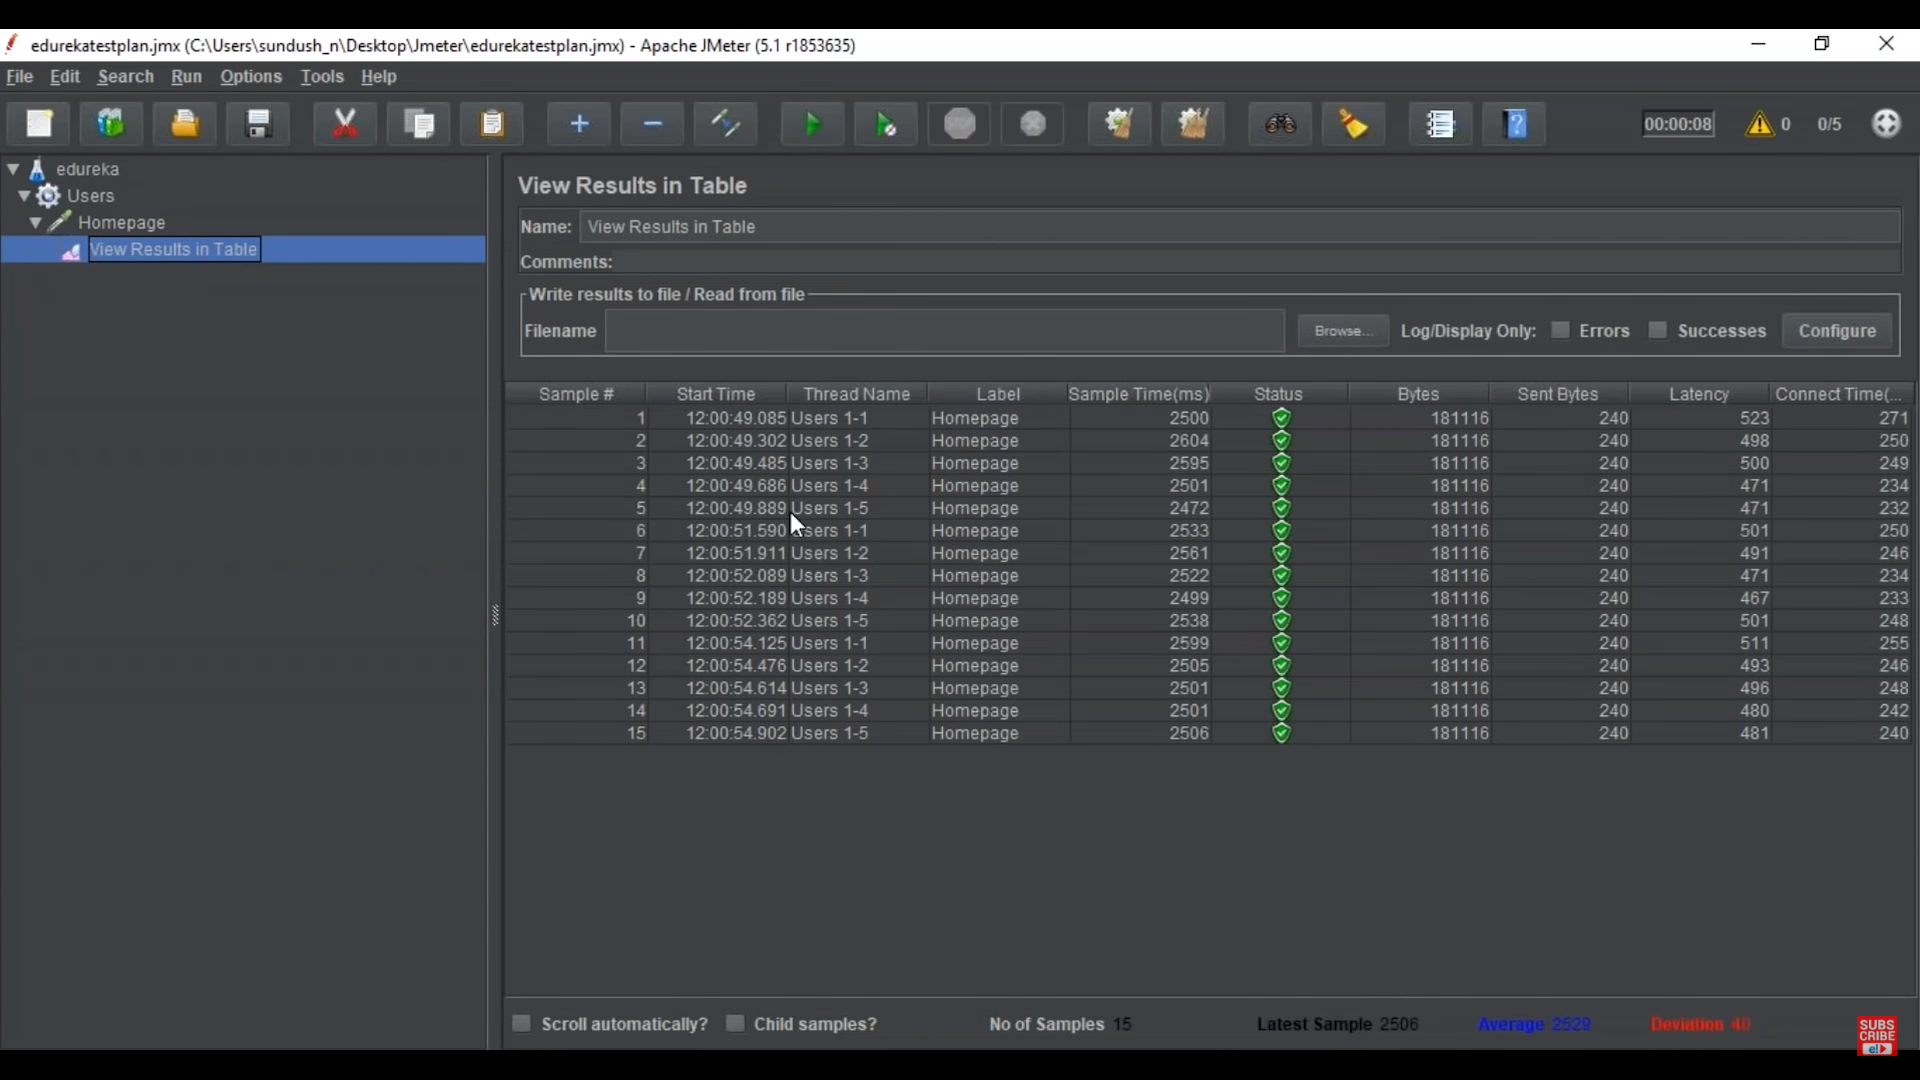 edurekatestplan.jmx (C:\Users\sundush_n\Desktop\Jmeter\edurekatestplan.jmx) - Apache JMeter (5.1 r1853635)
File Edit Search Run Options Tools Help
00:00:08 0 0/5
edureka
Users
Homepage
View Results in Table
View Results in Table
Name: View Results in Table
Comments:
Write results to file / Read from file
Filename Browse... Log/Display Only: Errors Successes Configure
Sample # Start Time Thread Name Label Sample Time(ms) Status Bytes Sent Bytes Latency Connect Time(...
1 12:00:49.085 Users 1-1 Homepage 2500 181116 240 523 271
2 12:00:49.302 Users 1-2 Homepage 2604 181116 240 498 250
3 12:00:49.485 Users 1-3 Homepage 2595 181116 240 500 249
4 12:00:49.686 Users 1-4 Homepage 2501 181116 240 471 234
5 12:00:49.889 Users 1-5 Homepage 2472 181116 240 471 232
6 12:00:51.590 Users 1-1 Homepage 2533 181116 240 501 250
7 12:00:51.911 Users 1-2 Homepage 2561 181116 240 491 246
8 12:00:52.089 Users 1-3 Homepage 2522 181116 240 471 234
9 12:00:52.189 Users 1-4 Homepage 2499 181116 240 467 233
10 12:00:52.362 Users 1-5 Homepage 2538 181116 240 501 248
11 12:00:54.125 Users 1-1 Homepage 2599 181116 240 511 255
12 12:00:54.476 Users 1-2 Homepage 2505 181116 240 493 246
13 12:00:54.614 Users 1-3 Homepage 2501 181116 240 496 248
14 12:00:54.691 Users 1-4 Homepage 2501 181116 240 480 242
15 12:00:54.902 Users 1-5 Homepage 2506 181116 240 481 240
Scroll automatically? Child samples? No of Samples 15 Latest Sample 2506 Average 2529 Deviation 40
SUBS
CRIBE
e!